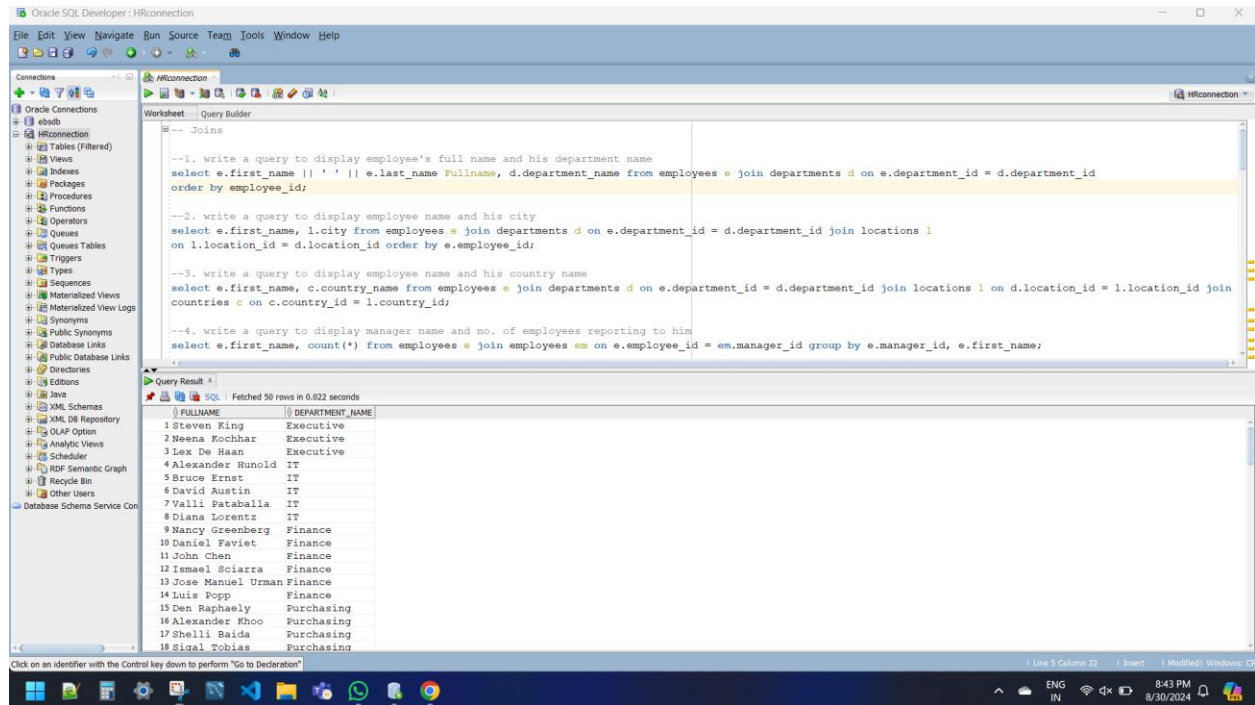 Oracle SQL Developer : HRconnection
File Edit View Navigate Run Source Team Tools Window Help
Connections
HRconnection
Oracle Connections
ebsdb
HRconnection
Tables (Filtered)
Views
Indexes
Packages
Procedures
Functions
Operators
Queues
Queues Tables
Triggers
Types
Sequences
Materialized Views
Materialized View Logs
Synonyms
Public Synonyms
Database Links
Public Database Links
Directories
Editions
Java
XML Schemas
XML DB Repository
OLAP Option
Analytic Views
Scheduler
RDF Semantic Graph
Recycle Bin
Other Users
Database Schema Service Con
HRconnection
Worksheet Query Builder
-- Joins
--1. write a query to display employee's full name and his department name
select e.first_name || ' ' || e.last_name Fullname, d.department_name from employees e join departments d on e.department_id = d.department_id
order by employee_id;
--2. write a query to display employee name and his city
select e.first_name, l.city from employees e join departments d on e.department_id = d.department_id join locations l
on l.location_id = d.location_id order by e.employee_id;
--3. write a query to display employee name and his country name
select e.first_name, c.country_name from employees e join departments d on e.department_id = d.department_id join locations l on d.location_id = l.location_id join
countries c on c.country_id = l.country_id;
--4. write a query to display manager name and no. of employees reporting to him
select e.first_name, count(*) from employees e join employees em on e.employee_id = em.manager_id group by e.manager_id, e.first_name;
Query Result
SQL | Fetched 50 rows in 0.022 seconds
FULLNAME DEPARTMENT_NAME
1 Steven King Executive
2 Neena Kochhar Executive
3 Lex De Haan Executive
4 Alexander Hunold IT
5 Bruce Ernst IT
6 David Austin IT
7 Valli Pataballa IT
8 Diana Lorentz IT
9 Nancy Greenberg Finance
10 Daniel Faviet Finance
11 John Chen Finance
12 Ismael Sciarra Finance
13 Jose Manuel Urman Finance
14 Luis Popp Finance
15 Den Raphaely Purchasing
16 Alexander Khoo Purchasing
17 Shelli Baida Purchasing
18 Sigal Tobias Purchasing
Click on an identifier with the Control key down to perform "Go to Declaration"
| Line 5 Column 22 | Insert | Modified | Windows: CR
ENG
IN
8:43 PM
8/30/2024